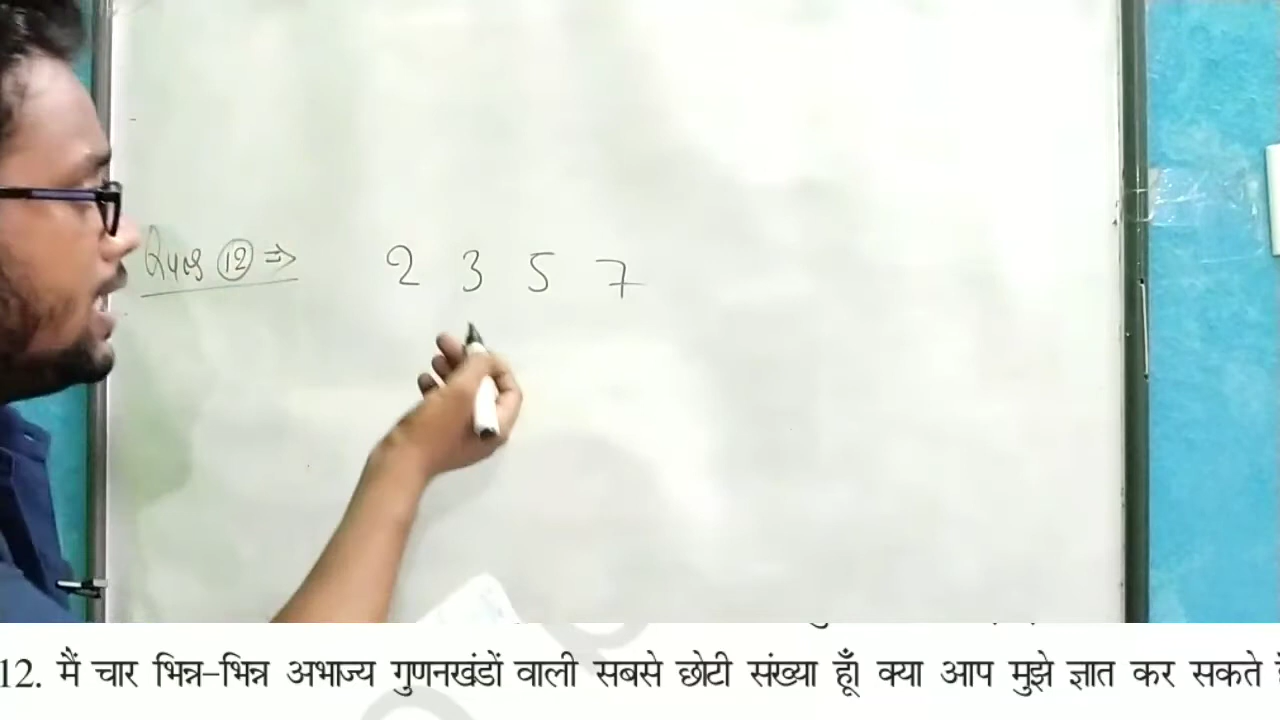 Ques 12 ⇒ 2 3 5 7
12. मैं चार भिन्न-भिन्न अभाज्य गुणनखंडों वाली सबसे छोटी संख्या हूँ। क्या आप मुझे ज्ञात कर सकते